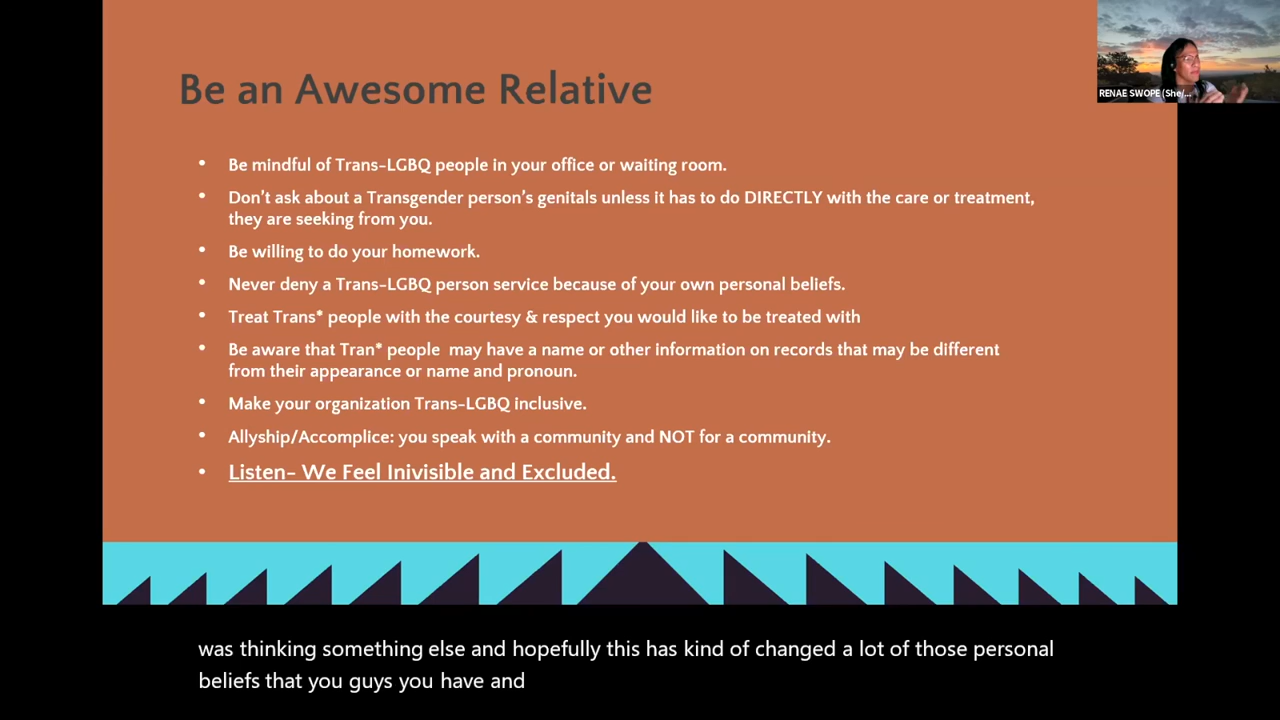 Be an Awesome Relative
RENAE SWOPE (She/...
• Be mindful of Trans-LGBQ people in your office or waiting room.
• Don't ask about a Transgender person's genitals unless it has to do DIRECTLY with the care or treatment,
they are seeking from you.
• Be willing to do your homework.
• Never deny a Trans-LGBQ person service because of your own personal beliefs.
• Treat Trans* people with the courtesy & respect you would like to be treated with
• Be aware that Tran* people may have a name or other information on records that may be different
from their appearance or name and pronoun.
• Make your organization Trans-LGBQ inclusive.
• Allyship/Accomplice: you speak with a community and NOT for a community.
• Listen- We Feel Inivisible and Excluded.
was thinking something else and hopefully this has kind of changed a lot of those personal
beliefs that you guys you have and